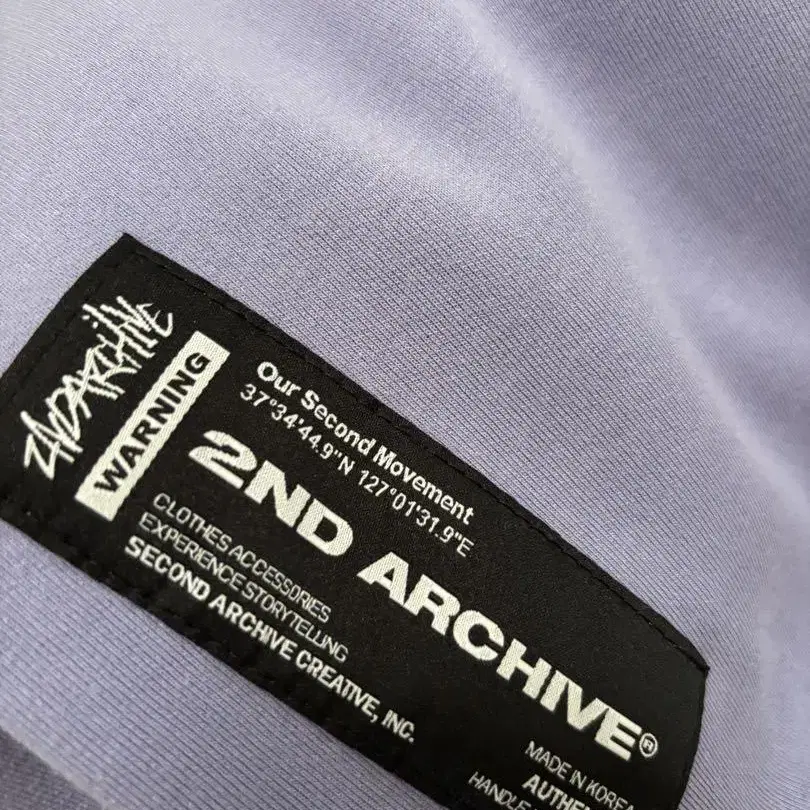 2NDARCHIVE
WARNING
Our Second Movement
37°34'44.9"N 127°01'31.9"E
2ND ARCHIVE®
CLOTHES ACCESSORIES
EXPERIENCE STORYTELLING
SECOND ARCHIVE CREATIVE, INC.
MADE IN KOREA